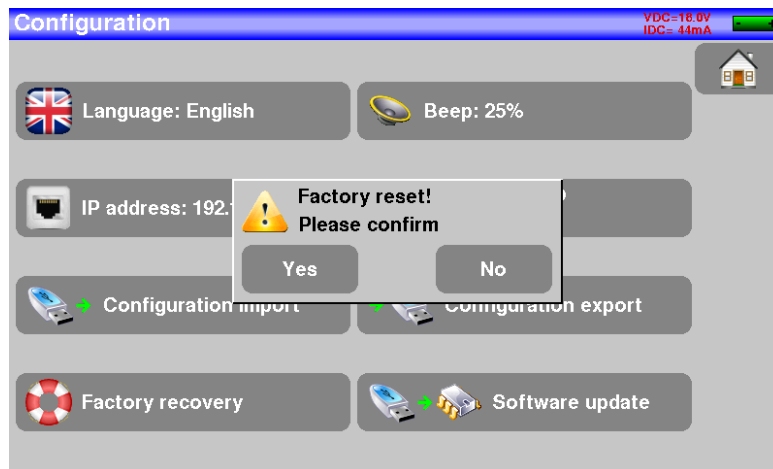 Configuration
VDC=18.0V
IDC= 44mA
Language: English
Beep: 25%
IP address: 192.
Factory reset!
Please confirm
Yes
No
Configuration import
Configuration export
Factory recovery
Software update